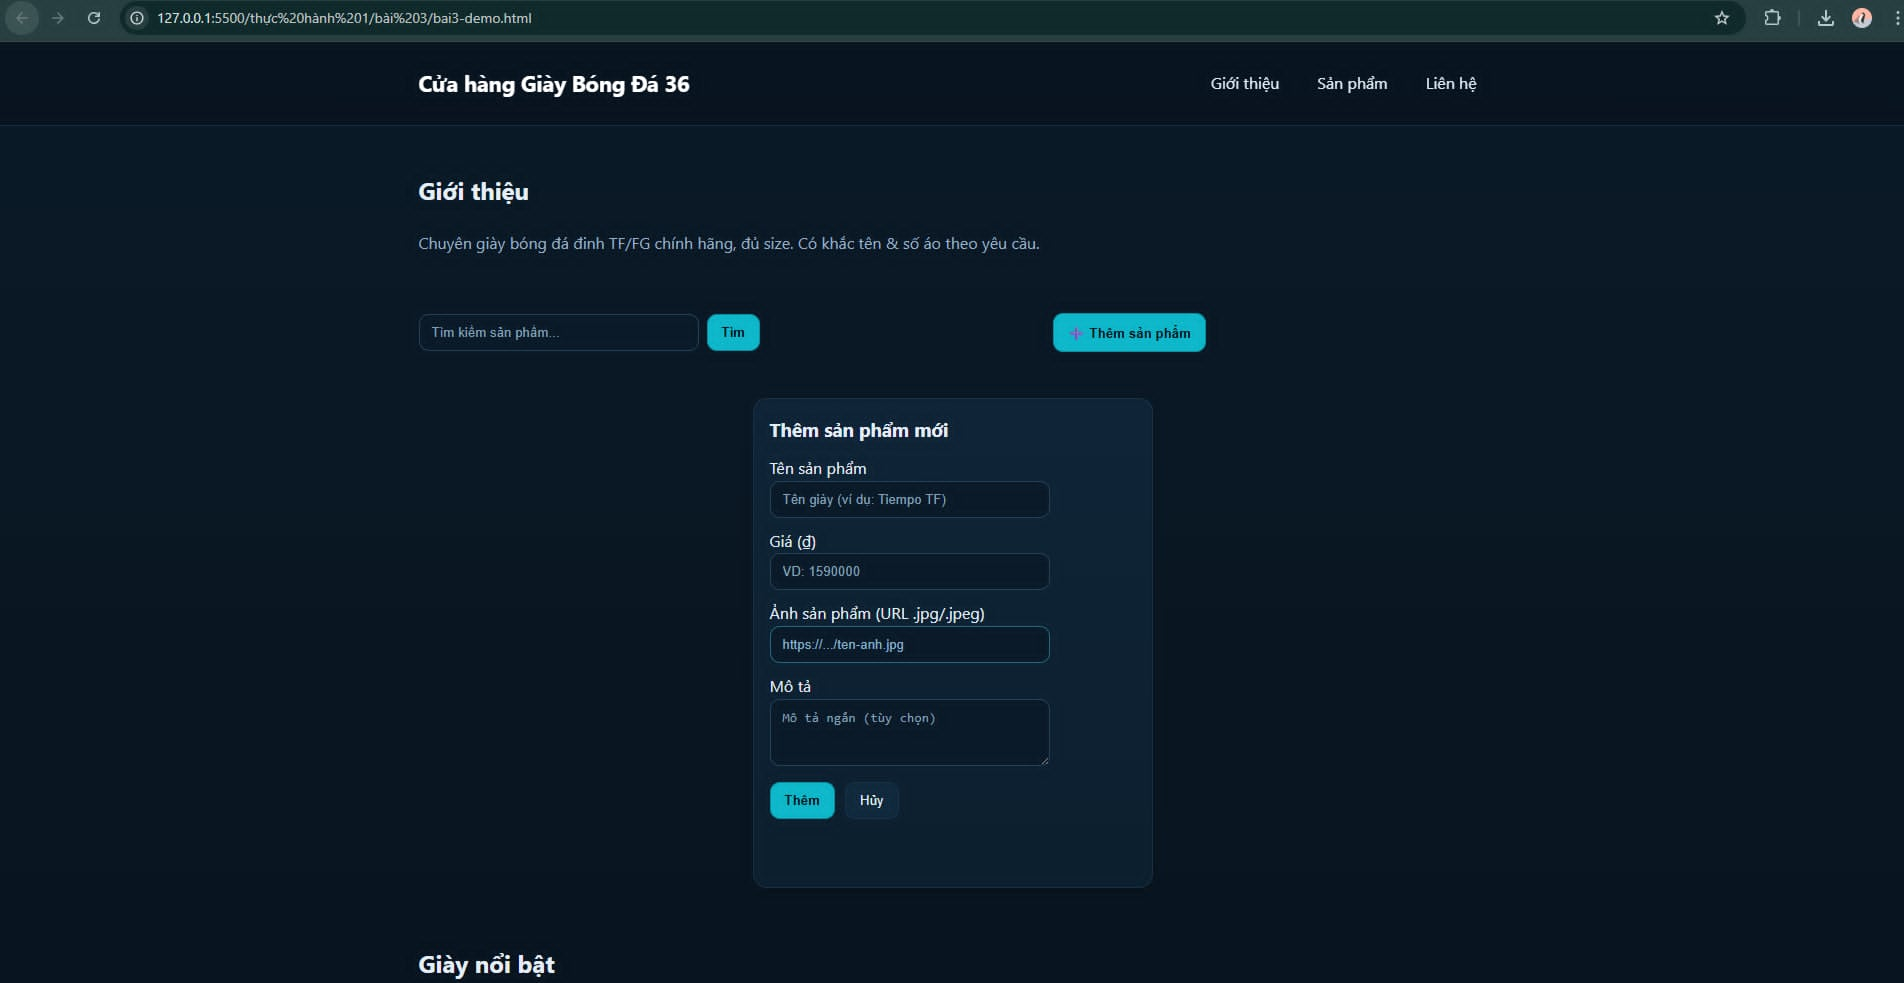 127.0.0.1:5500/thực%20hành%201/bài%203/bai3-demo.html
Cửa hàng Giày Bóng Đá 36
Giới thiệu
Sản phẩm
Liên hệ
Giới thiệu
Chuyên giày bóng đá đinh TF/FG chính hãng, đủ size. Có khắc tên & số áo theo yêu cầu.
Tìm kiếm sản phẩm...
Tìm
Thêm sản phẩm
Thêm sản phẩm mới
Tên sản phẩm
Tên giày (ví dụ: Tiempo TF)
Giá (₫)
VD: 1590000
Ảnh sản phẩm (URL .jpg/.jpeg)
https://.../ten-anh.jpg
Mô tả
Mô tả ngắn (tùy chọn)
Thêm
Hủy
Giày nổi bật